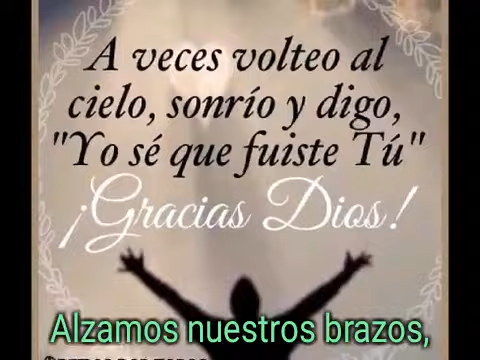 A veces volteo al
cielo, sonrío y digo,
"Yo sé que fuiste Tú"
¡Gracias Dios!
Alzamos nuestros brazos,